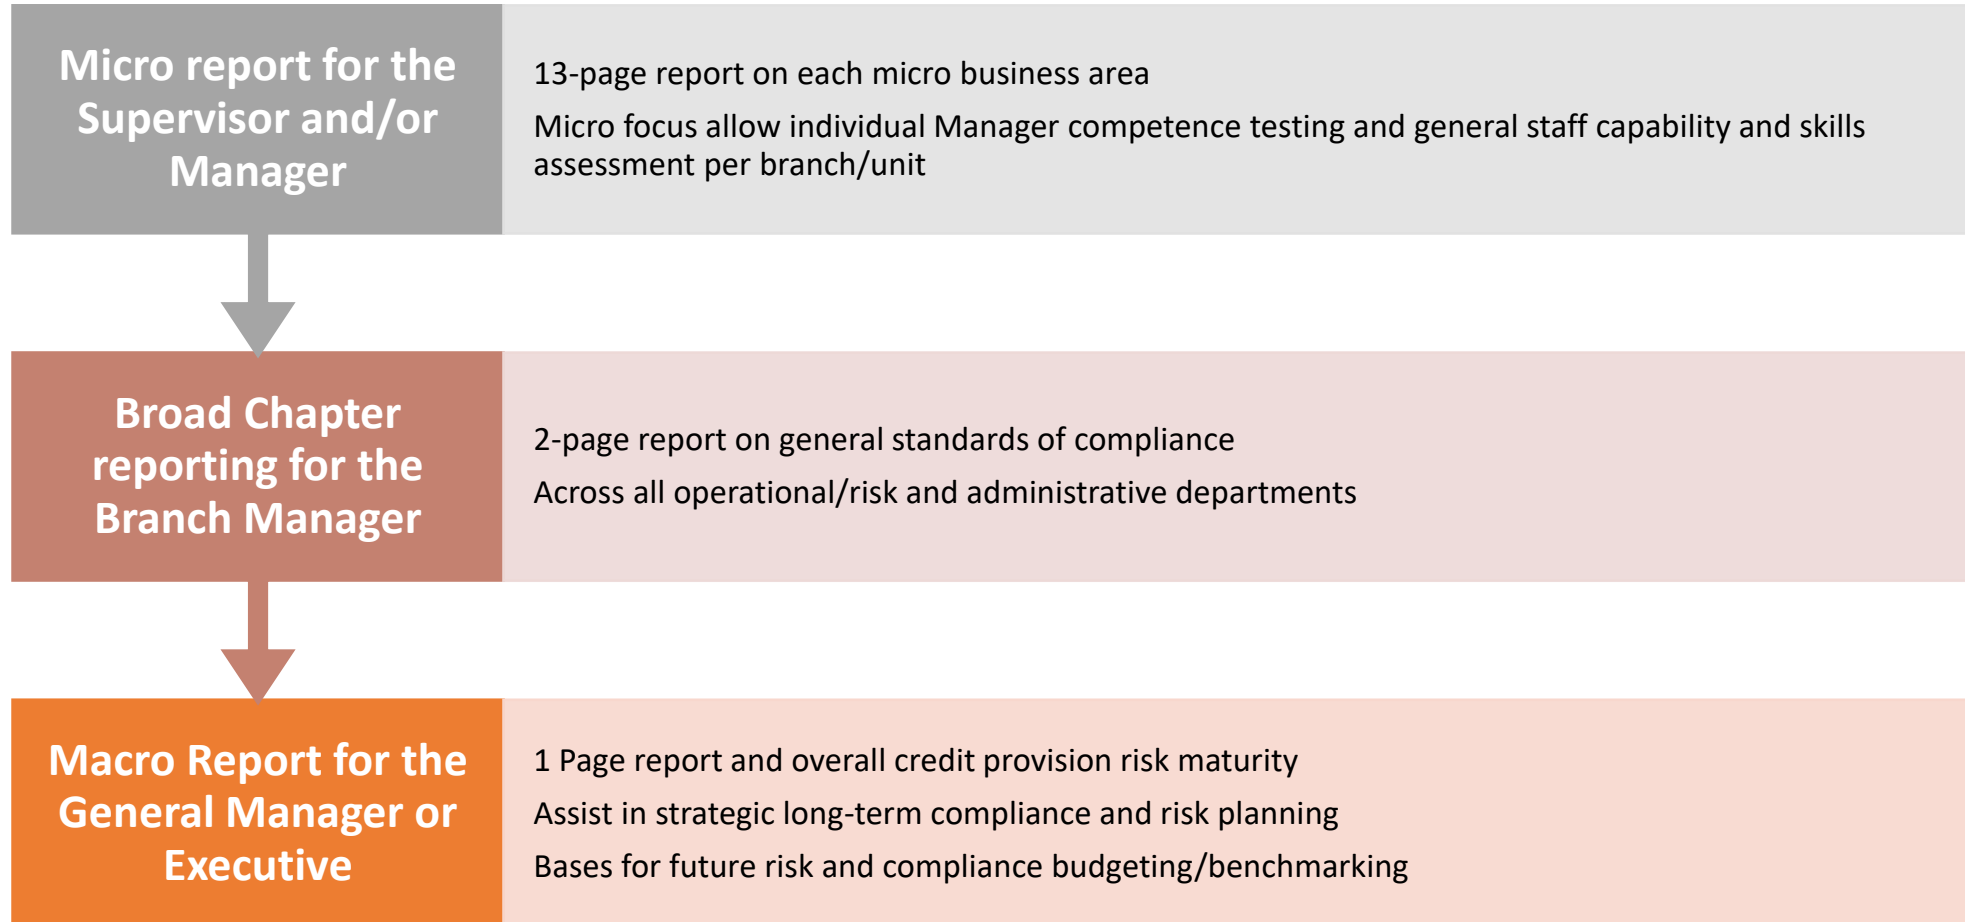 Micro report for the
Supervisor and/or
Manager
13-page report on each micro business area
Micro focus allow individual Manager competence testing and general staff capability and skills
assessment per branch/unit
Broad Chapter
reporting for the
Branch Manager
2-page report on general standards of compliance
Across all operational/risk and administrative departments
Macro Report for the
General Manager or
Executive
1 Page report and overall credit provision risk maturity
Assist in strategic long-term compliance and risk planning
Bases for future risk and compliance budgeting/benchmarking